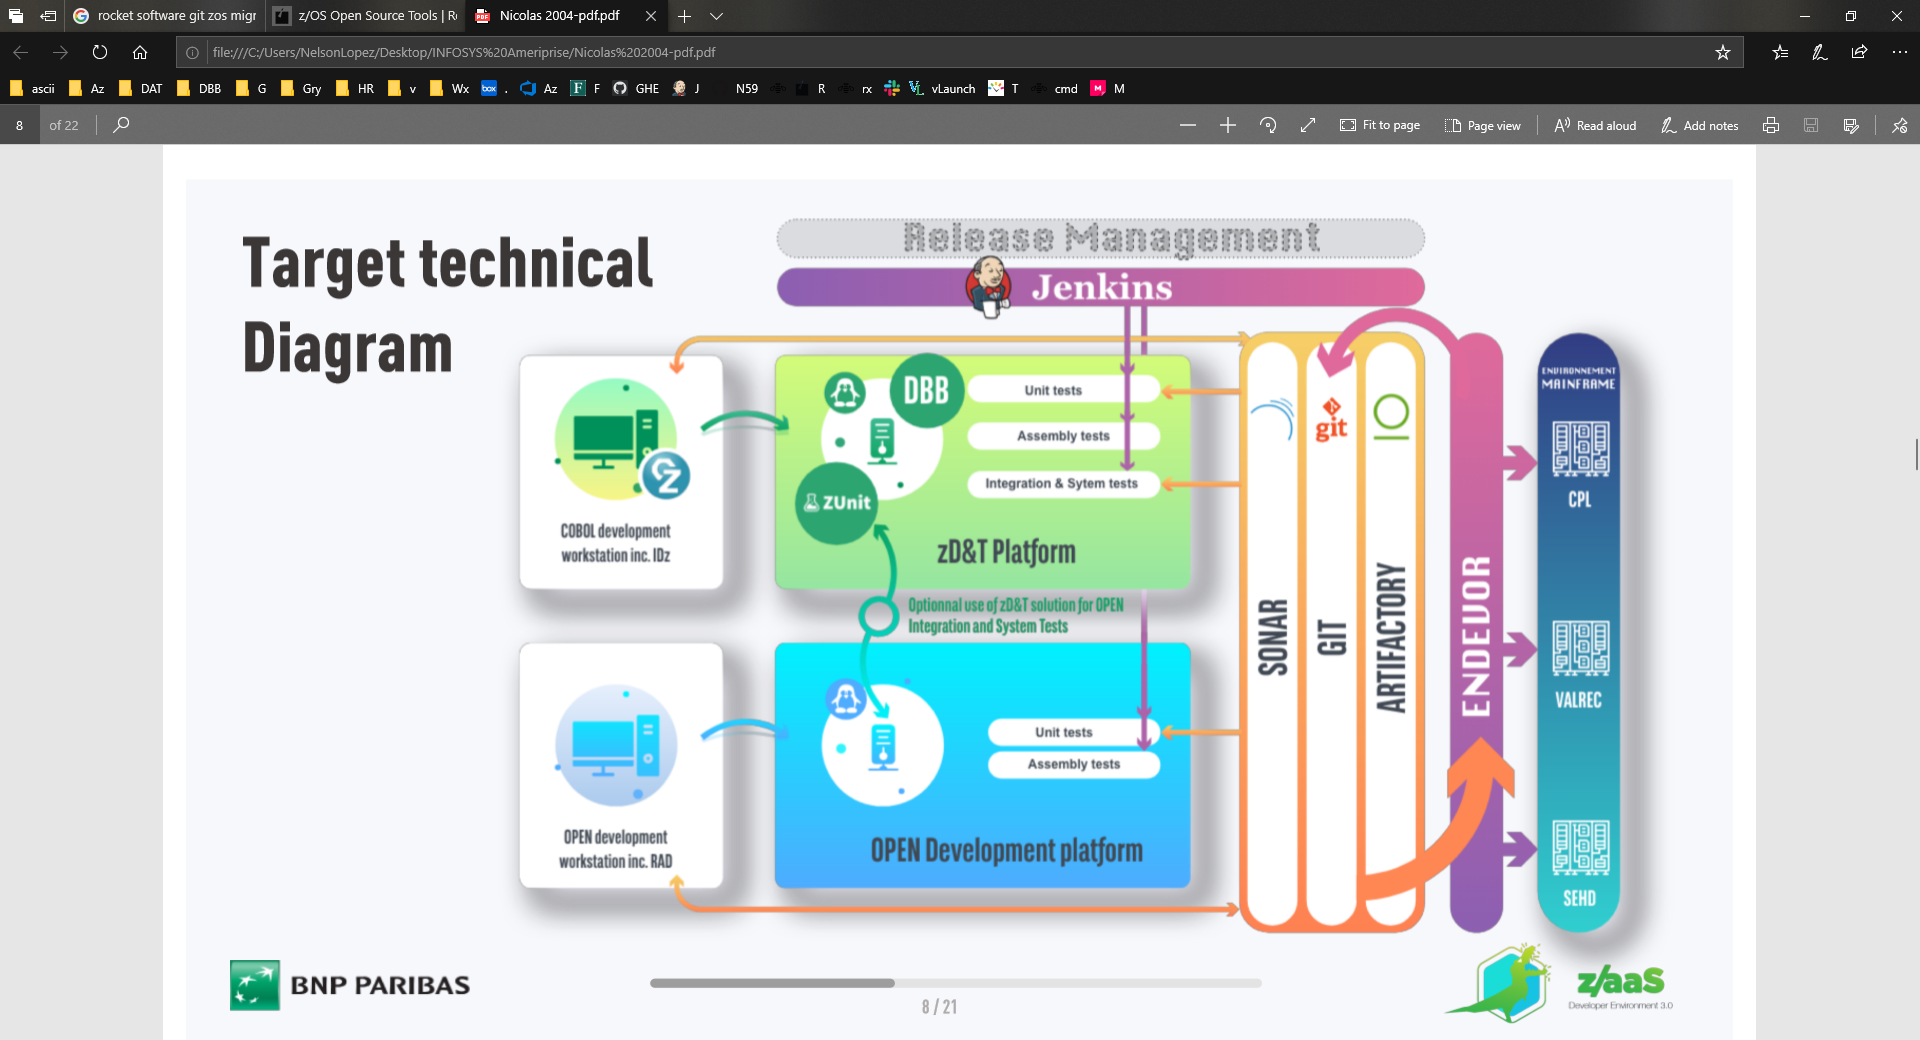 rocket software git zos migr
z/OS Open Source Tools | Ro
Nicolas 2004-pdf.pdf
file:///C:/Users/NelsonLopez/Desktop/INFOSYS%20Ameriprise/Nicolas%202004-pdf.pdf
ascii Az DAT DBB G Gry HR v Wx box . Az F F GHE J N59 R rx vLaunch T cmd M M
8 of 22 Fit to page Page view Read aloud Add notes
Target technical
Diagram
Release Management
Jenkins
COBOL development
workstation inc. IDz
DBB
ZUnit
Unit tests
Assembly tests
Integration & Sytem tests
zD&T Platform
Optionnal use of zD&T solution for OPEN
Integration and System Tests
OPEN development
workstation inc. RAD
Unit tests
Assembly tests
OPEN Development platform
SONAR
git
GIT
ARTIFACTORY
ENDEVOR
ENVIRONNEMENT
MAINFRAME
CPL
VALREC
SEHD
BNP PARIBAS
8 / 21
z/aaS
Developer Environment 3.0